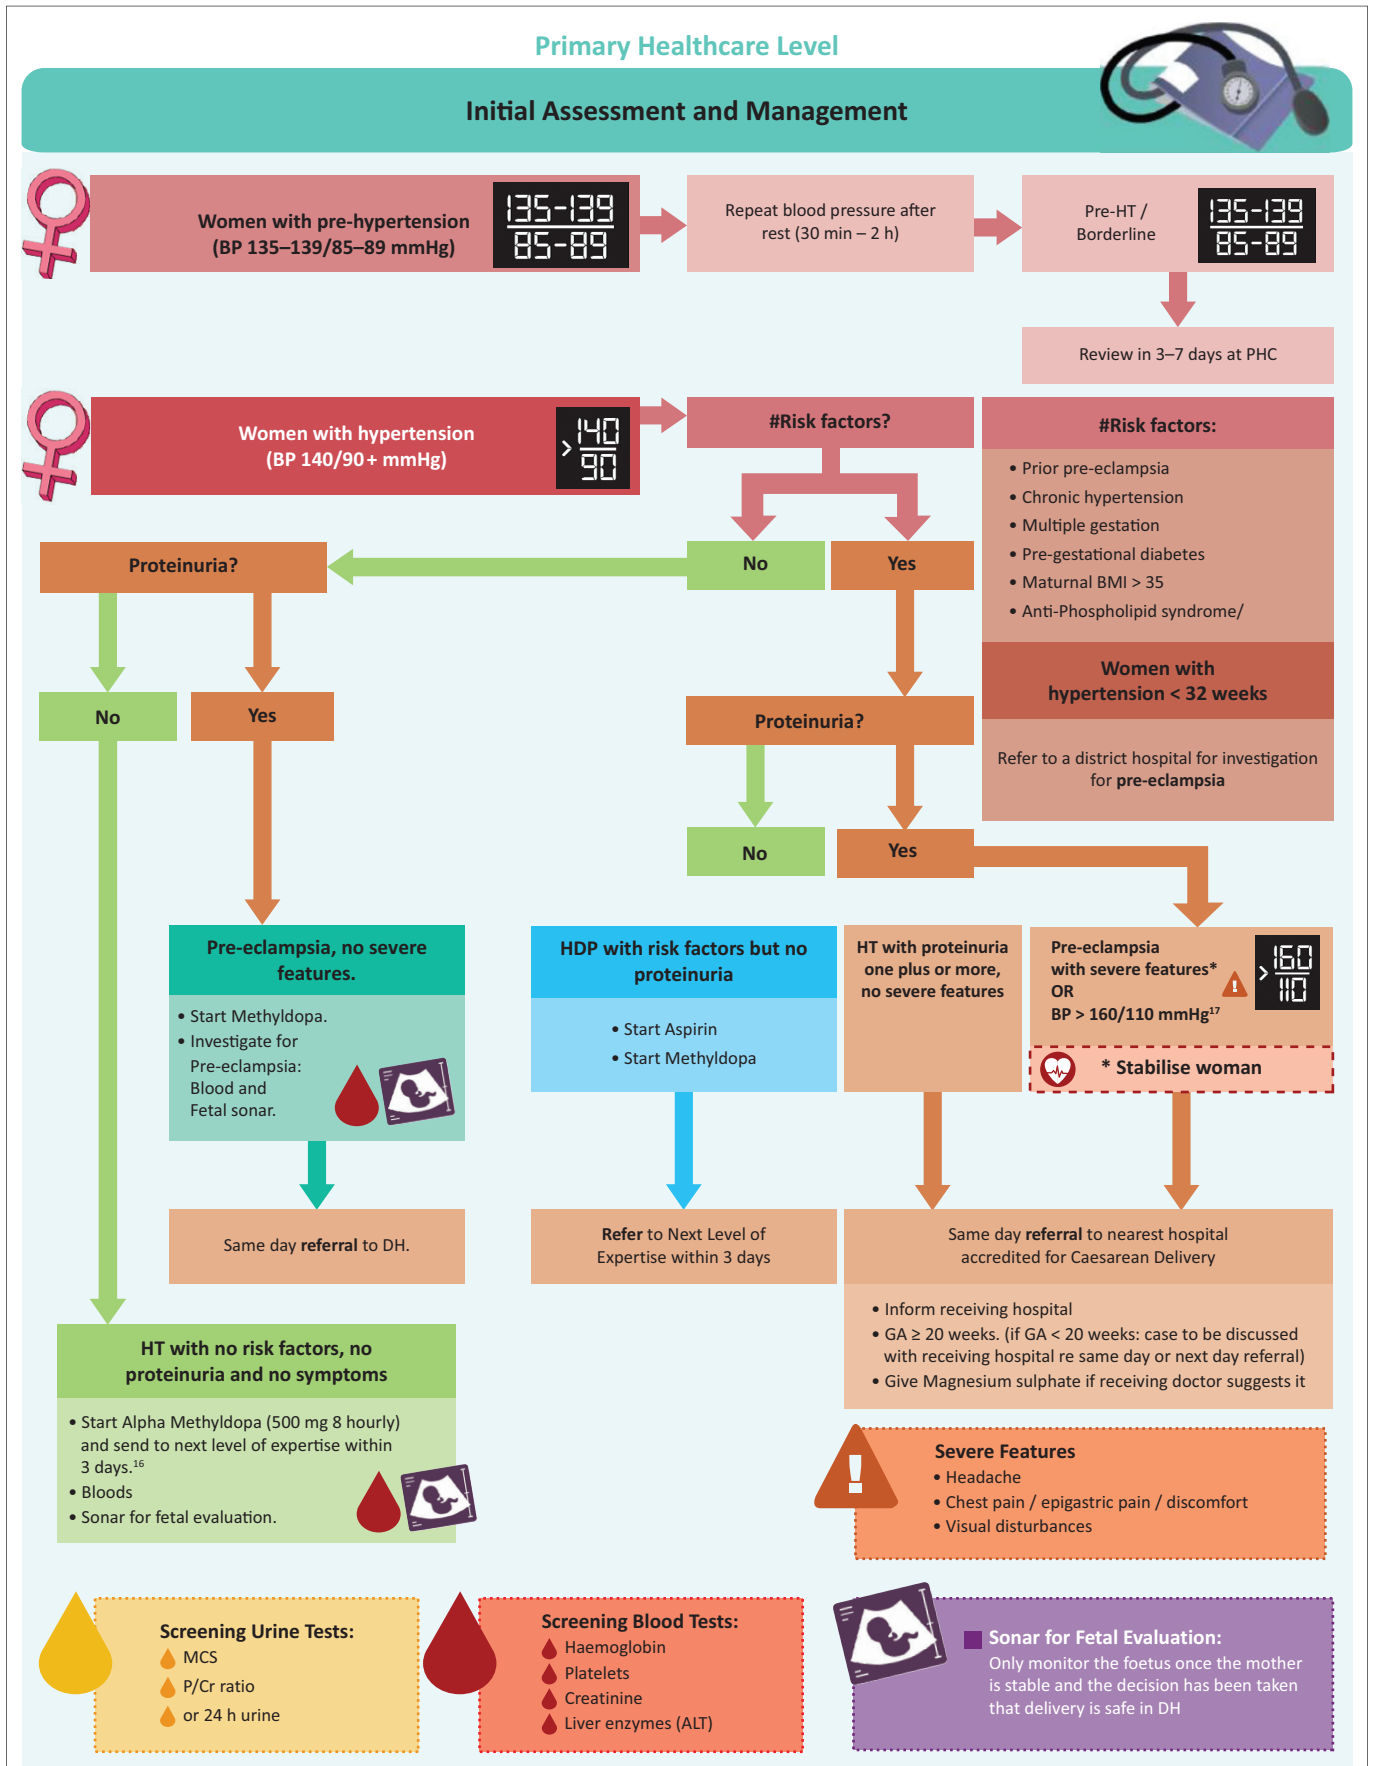 Primary Healthcare Level
Initial Assessment and Management
Women with pre-hypertension
(BP 135–139/85–89 mmHg)
135-139
85-89
Repeat blood pressure after
rest (30 min – 2 h)
Pre-HT /
Borderline
135-139
85-89
Review in 3–7 days at PHC
Women with hypertension
(BP 140/90+ mmHg)
> 140
90
#Risk factors?
No
Yes
#Risk factors:
• Prior pre-eclampsia
• Chronic hypertension
• Multiple gestation
• Pre-gestational diabetes
• Maturnal BMI > 35
• Anti-Phospholipid syndrome/
Women with
hypertension < 32 weeks
Refer to a district hospital for investigation
for pre-eclampsia
Proteinuria?
No
Yes
Proteinuria?
No
Yes
Pre-eclampsia, no severe
features.
• Start Methyldopa.
• Investigate for
Pre-eclampsia:
Blood and
Fetal sonar.
Same day referral to DH.
HDP with risk factors but no
proteinuria
• Start Aspirin
• Start Methyldopa
Refer to Next Level of
Expertise within 3 days
HT with proteinuria
one plus or more,
no severe features
Pre-eclampsia
with severe features*
OR
BP > 160/110 mmHg17
!
> 160
110
* Stabilise woman
Same day referral to nearest hospital
accredited for Caesarean Delivery
• Inform receiving hospital
• GA ≥ 20 weeks. (if GA < 20 weeks: case to be discussed
with receiving hospital re same day or next day referral)
• Give Magnesium sulphate if receiving doctor suggests it
HT with no risk factors, no
proteinuria and no symptoms
• Start Alpha Methyldopa (500 mg 8 hourly)
and send to next level of expertise within
3 days.16
• Bloods
• Sonar for fetal evaluation.
!
Severe Features
• Headache
• Chest pain / epigastric pain / discomfort
• Visual disturbances
Screening Urine Tests:
MCS
P/Cr ratio
or 24 h urine
Screening Blood Tests:
Haemoglobin
Platelets
Creatinine
Liver enzymes (ALT)
Sonar for Fetal Evaluation:
Only monitor the foetus once the mother
is stable and the decision has been taken
that delivery is safe in DH